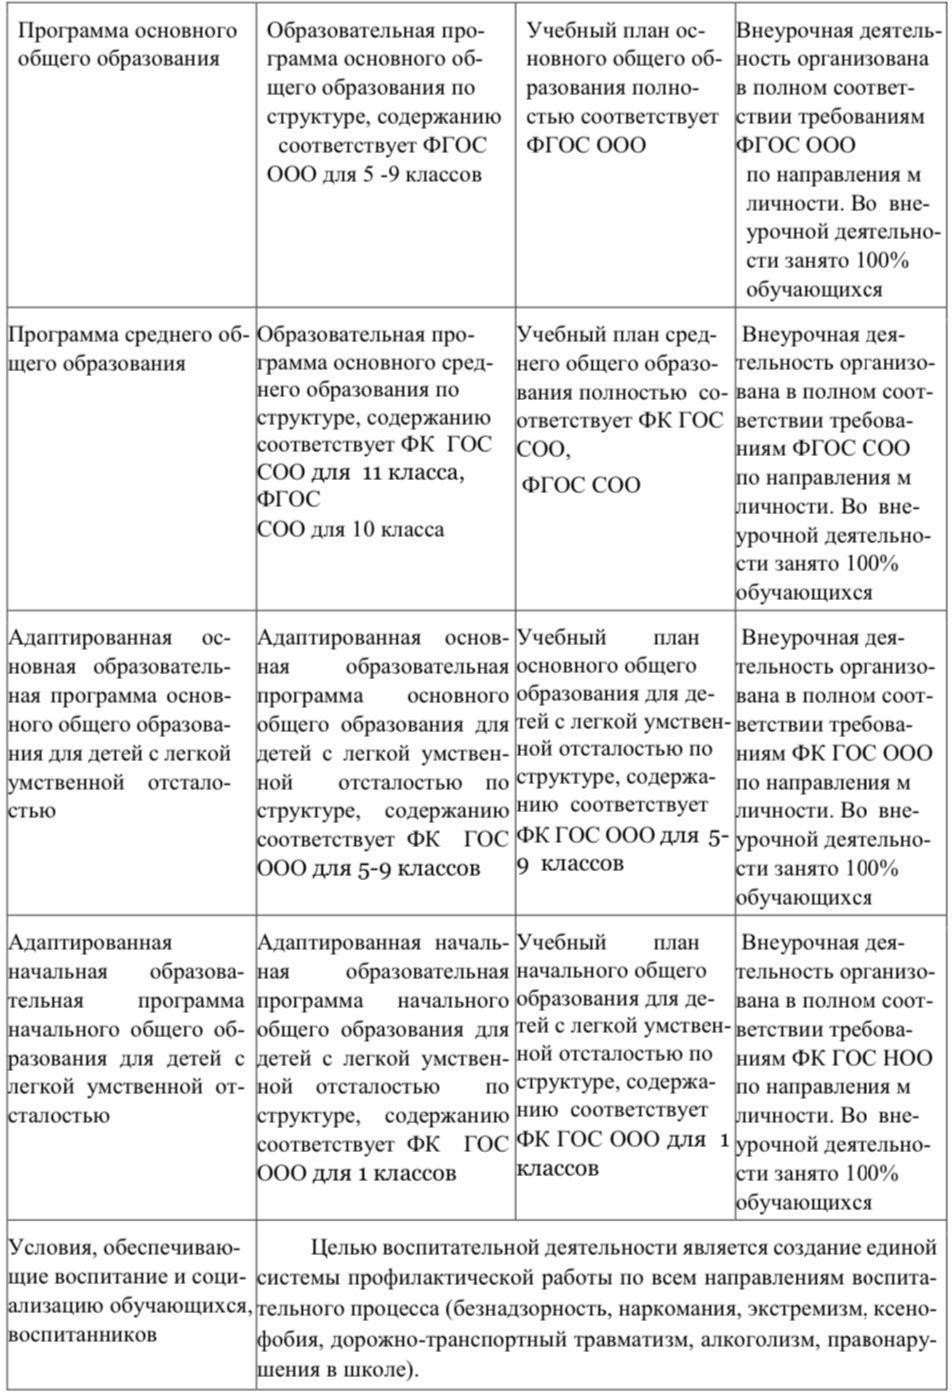 Программа основного
общего образования
Образовательная про-
грамма основного об-
щего образования по
структуре, содержанию
соответствует ФГОС
ООО для 5 -9 классов
Учебный план ос-
новного общего об-
разования полно-
стью соответствует
ФГОС ООО
Внеурочная деятель-
ность организована
в полном соответ-
ствии требованиям
ФГОС ООО
по направления м
личности. Во вне-
урочной деятельно-
сти занято 100%
обучающихся
Программа среднего об-
щего образования
Образовательная про-
грамма основного сред-
него образования по
структуре, содержанию
соответствует ФК ГОС
СОО для 11 класса,
ФГОС
СОО для 10 класса
Учебный план сред-
него общего образо-
вания полностью со-
ответствует ФК ГОС
СОО,
ФГОС СОО
Внеурочная дея-
тельность организо-
вана в полном соот-
ветствии требова-
ниям ФГОС СОО
по направления м
личности. Во вне-
урочной деятельно-
сти занято 100%
обучающихся
Адаптированная ос-
новная образователь-
ная программа основ-
ного общего образова-
ния для детей с легкой
умственной отстало-
стью
Адаптированная основ-
ная образовательная
программа основного
общего образования для
детей с легкой умствен-
ной отсталостью по
структуре, содержанию
соответствует ФК ГОС
ООО для 5-9 классов
Учебный план
основного общего
образования для де-
тей с легкой умствен-
ной отсталостью по
структуре, содержа-
нию соответствует
ФК ГОС ООО для 5-
9 классов
Внеурочная дея-
тельность организо-
вана в полном соот-
ветствии требова-
ниям ФК ГОС ООО
по направления м
личности. Во вне-
урочной деятельно-
сти занято 100%
обучающихся
Адаптированная
начальная образова-
тельная программа
начального общего об-
разования для детей с
легкой умственной от-
сталостью
Адаптированная началь-
ная образовательная
программа начального
общего образования для
детей с легкой умствен-
ной отсталостью по
структуре, содержанию
соответствует ФК ГОС
ООО для 1 классов
Учебный план
начального общего
образования для де-
тей с легкой умствен-
ной отсталостью по
структуре, содержа-
нию соответствует
ФК ГОС ООО для 1
классов
Внеурочная дея-
тельность организо-
вана в полном соот-
ветствии требова-
ниям ФК ГОС НОО
по направления м
личности. Во вне-
урочной деятельно-
сти занято 100%
обучающихся
Условия, обеспечиваю-
щие воспитание и соци-
ализацию обучающихся,
воспитанников
Целью воспитательной деятельности является создание единой
системы профилактической работы по всем направлениям воспита-
тельного процесса (безнадзорность, наркомания, экстремизм, ксено-
фобия, дорожно-транспортный травматизм, алкоголизм, правонару-
шения в школе).